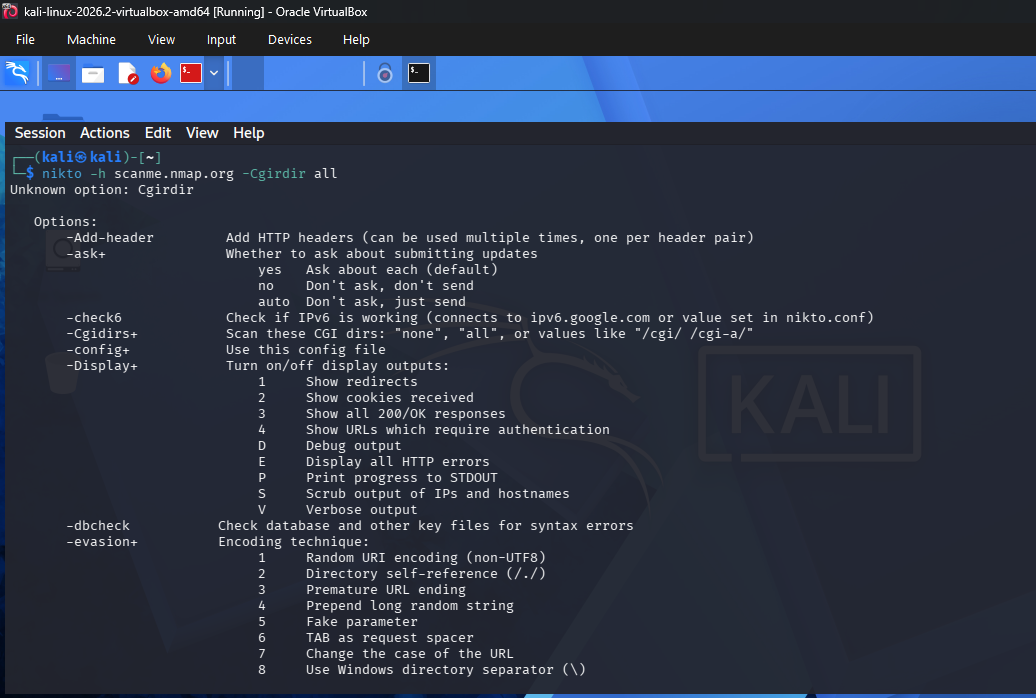 kali-linux-2026.2-virtualbox-amd64 [Running] - Oracle VirtualBox
File Machine View Input Devices Help
Session Actions Edit View Help
┌──(kali㉿kali)-[~]
└─$ nikto -h scanme.nmap.org -Cgirdir all
Unknown option: Cgirdir
Options:
-Add-header Add HTTP headers (can be used multiple times, one per header pair)
-ask+ Whether to ask about submitting updates
yes Ask about each (default)
no Don't ask, don't send
auto Don't ask, just send
-check6 Check if IPv6 is working (connects to ipv6.google.com or value set in nikto.conf)
-Cgidirs+ Scan these CGI dirs: "none", "all", or values like "/cgi/ /cgi-a/"
-config+ Use this config file
-Display+ Turn on/off display outputs:
1 Show redirects
2 Show cookies received
3 Show all 200/OK responses
4 Show URLs which require authentication
D Debug output
E Display all HTTP errors
P Print progress to STDOUT
S Scrub output of IPs and hostnames
V Verbose output
-dbcheck Check database and other key files for syntax errors
-evasion+ Encoding technique:
1 Random URI encoding (non-UTF8)
2 Directory self-reference (/./)
3 Premature URL ending
4 Prepend long random string
5 Fake parameter
6 TAB as request spacer
7 Change the case of the URL
8 Use Windows directory separator (\)
KALI